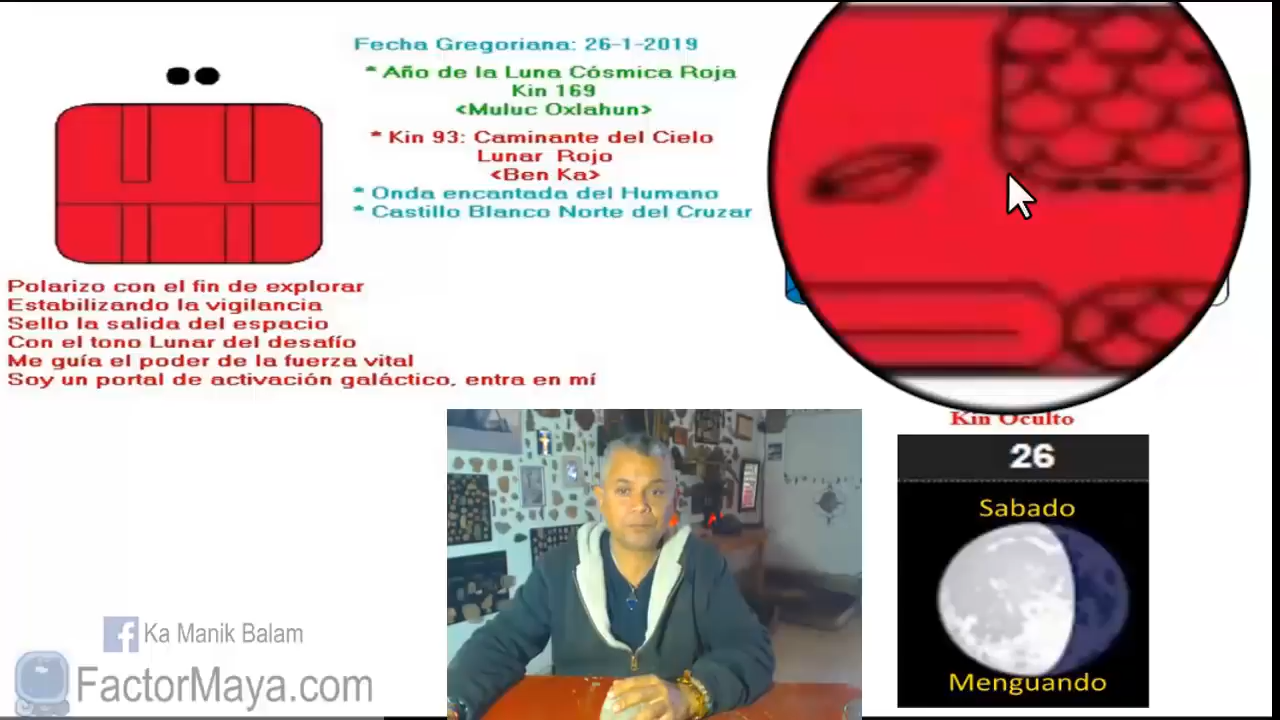 Fecha Gregoriana: 26-1-2019
* Año de la Luna Cósmica Roja
Kin 169
<Muluc Oxlahun>
* Kin 93: Caminante del Cielo
Lunar Rojo
<Ben Ka>
* Onda encantada del Humano
* Castillo Blanco Norte del Cruzar
Polarizo con el fin de explorar
Estabilizando la vigilancia
Sello la salida del espacio
Con el tono Lunar del desafío
Me guía el poder de la fuerza vital
Soy un portal de activación galáctico, entra en mí
Kin Oculto
26
Sabado
Menguando
Ka Manik Balam
FactorMaya.com